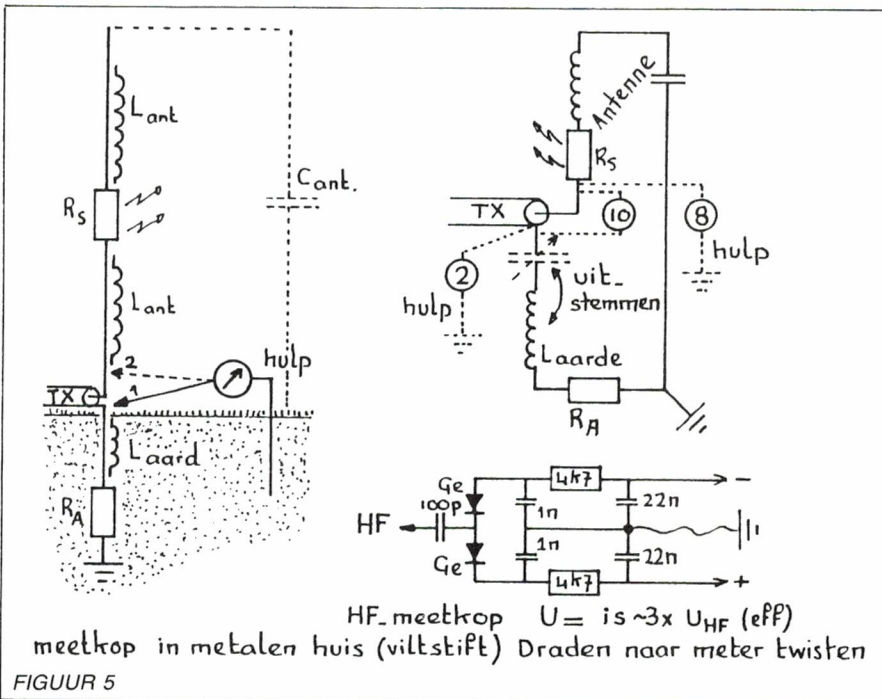 Lant
Rs
Cant.
Lant
2
hulp
1
TX
Laard
RA
Antenne
Rs
TX
10
8
hulp
2
hulp
uit_
stemmen
Laarde
RA
Ge
100p
HF
Ge
4k7
1n
22n
1n
22n
4k7
-
+
HF_meetkop U= is ~3x UHF (eff)
meetkop in metalen huis (viltstift) Draden naar meter twisten
FIGUUR 5